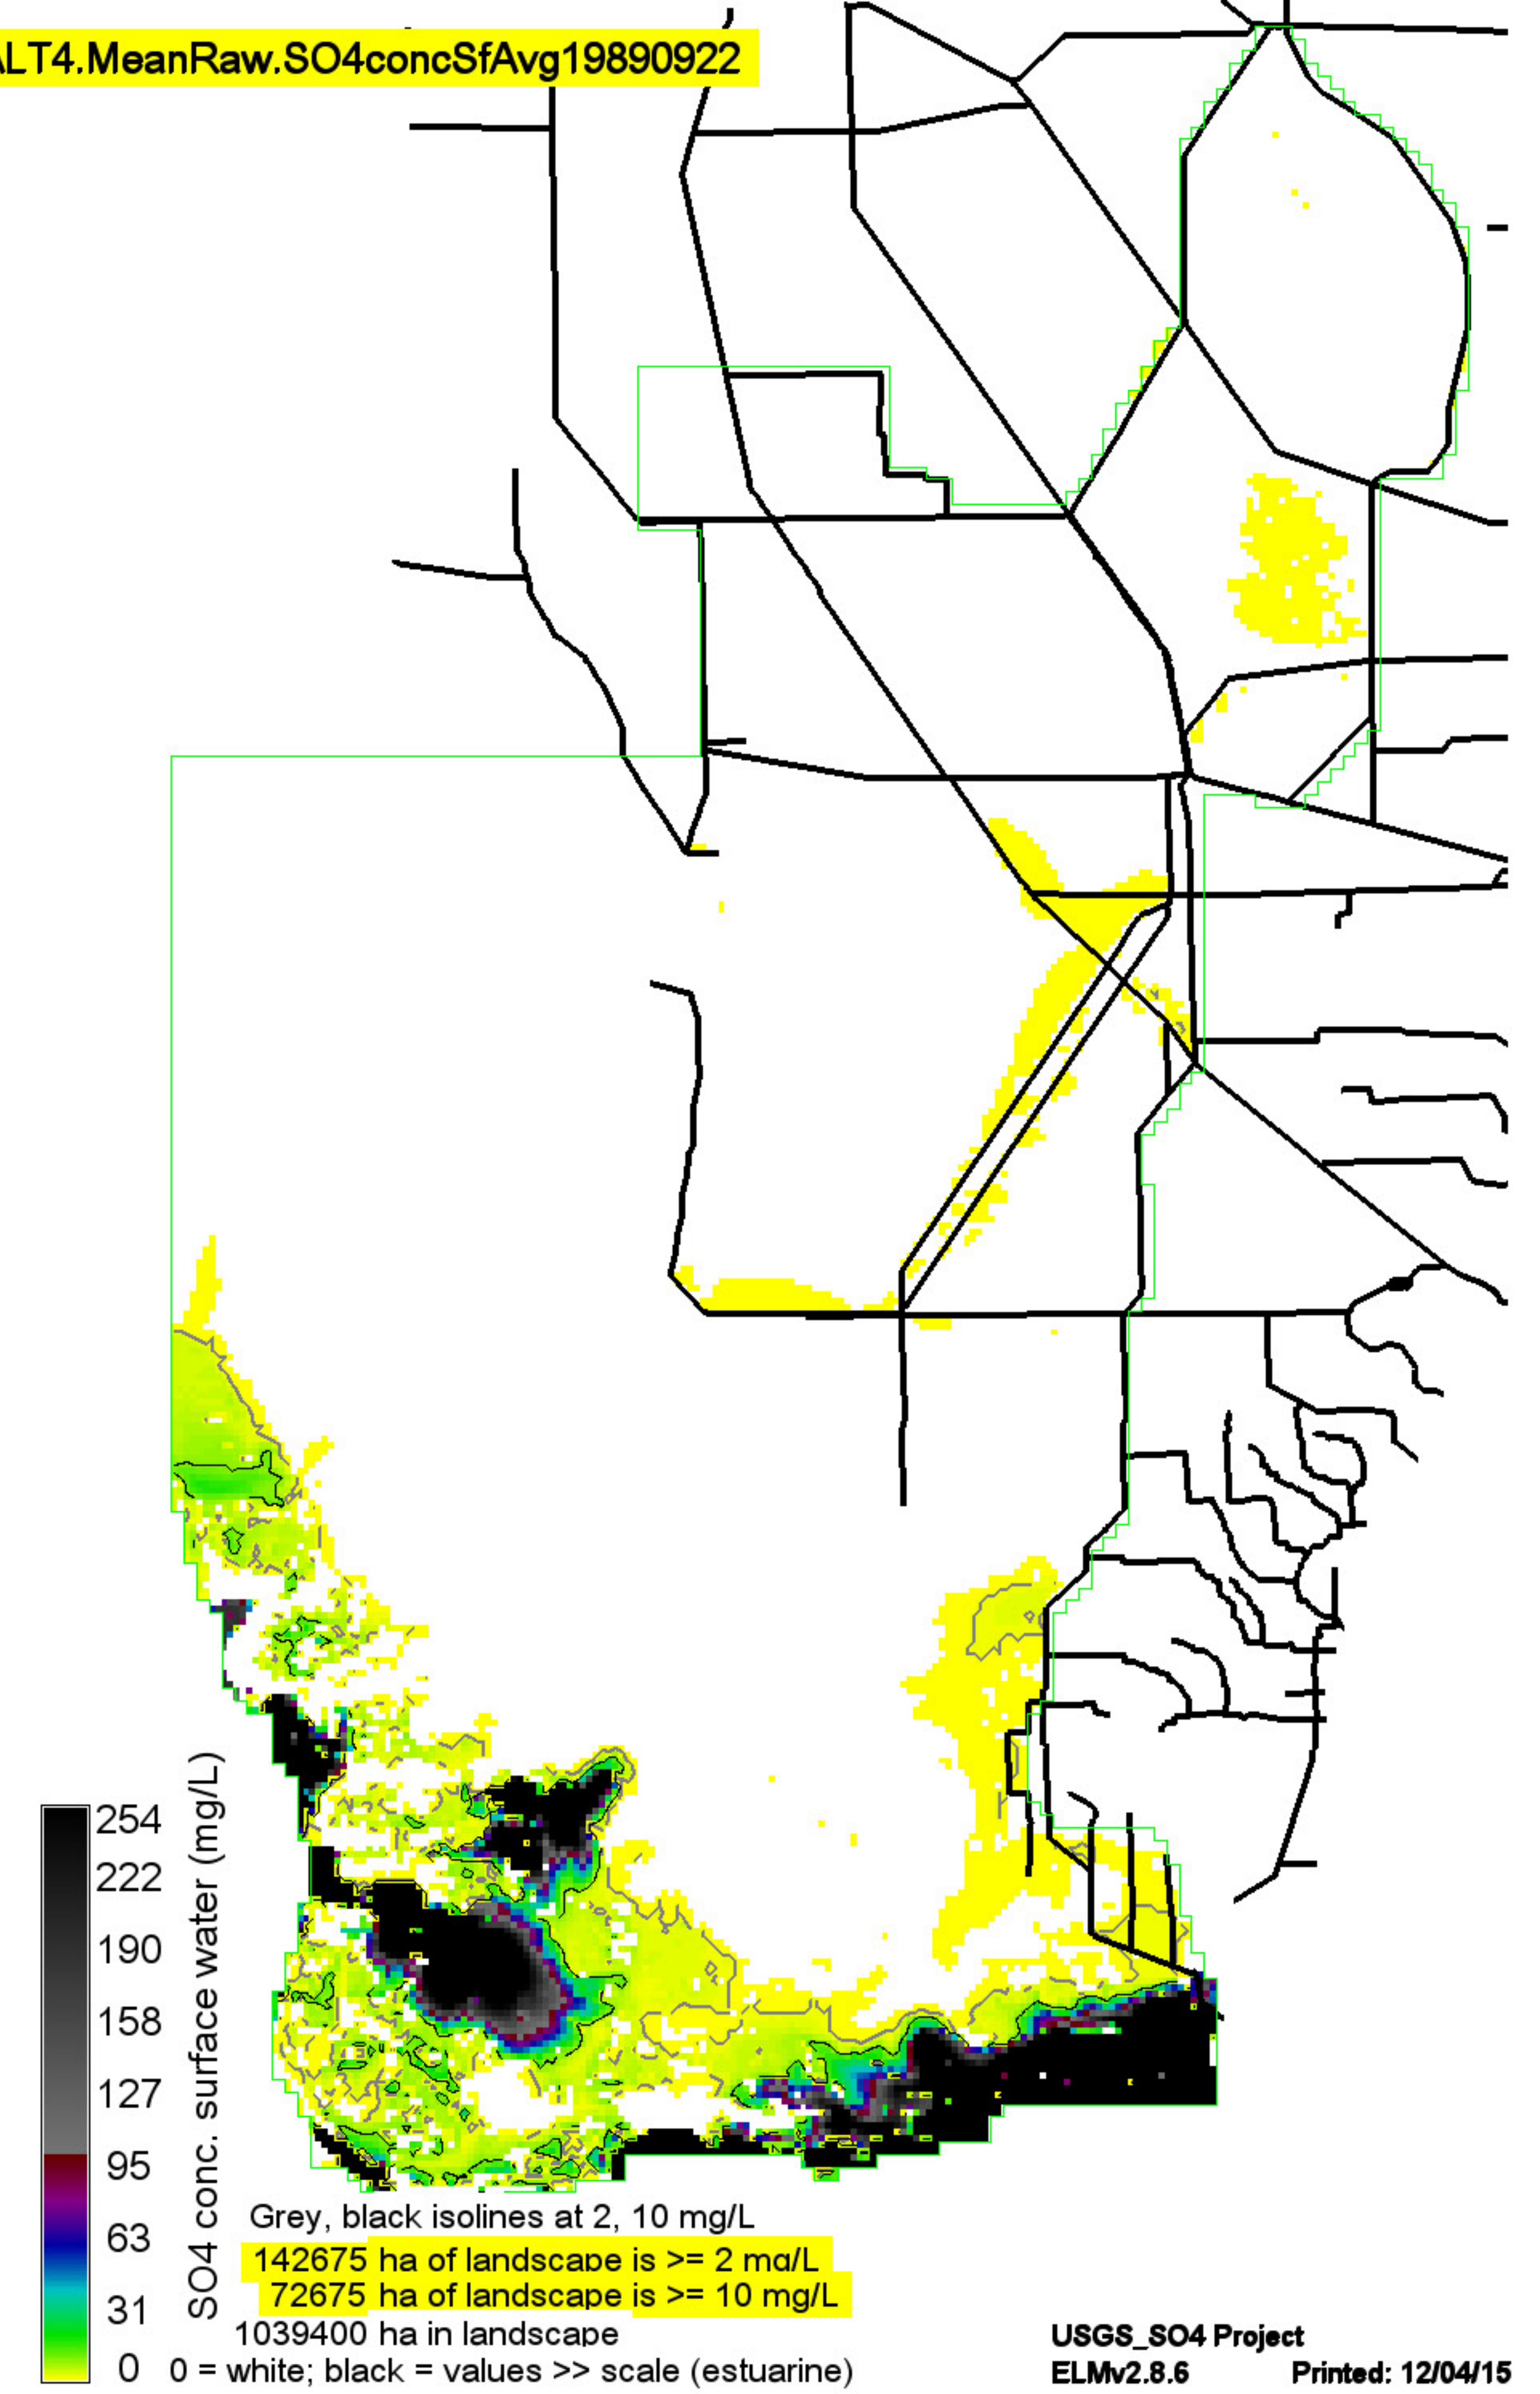 ALT4.MeanRaw.SO4concSfAvg19890922
254
222
190
158
127
95
63
31
0
SO4 conc. surface water (mg/L)
Grey, black isolines at 2, 10 mg/L
142675 ha of landscape is >= 2 mg/L
72675 ha of landscape is >= 10 mg/L
1039400 ha in landscape
0 = white; black = values >> scale (estuarine)
USGS_SO4 Project
ELMv2.8.6 Printed: 12/04/15